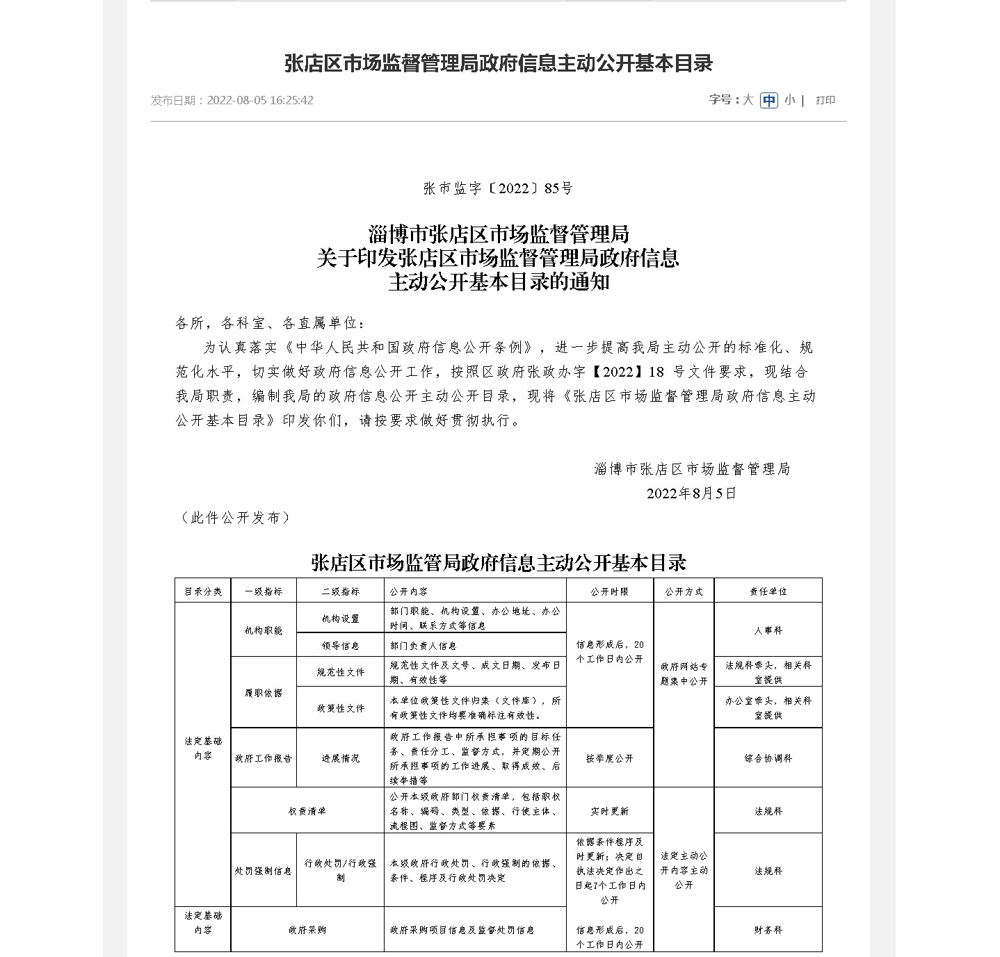 张店区市场监督管理局政府信息主动公开基本目录
发布日期：2022-08-05 16:25:42
字号：大 中 小 | 打印
张市监字〔2022〕85号
淄博市张店区市场监督管理局
关于印发张店区市场监督管理局政府信息
主动公开基本目录的通知
各所，各科室、各直属单位：
为认真落实《中华人民共和国政府信息公开条例》，进一步提高我局主动公开的标准化、规
范化水平，切实做好政府信息公开工作，按照区政府张政办字【2022】18 号文件要求，现结合
我局职责，编制我局的政府信息公开主动公开目录，现将《张店区市场监督管理局政府信息主动
公开基本目录》印发你们，请按要求做好贯彻执行。
淄博市张店区市场监督管理局
2022年8月5日
（此件公开发布）
张店区市场监管局政府信息主动公开基本目录
目录分类 一级指标 二级指标 公开内容 公开时限 公开方式 责任单位
法定基础
内容
机构职能
机构设置
部门职能、机构设置、办公地址、办公
时间、联系方式等信息
信息形成后，20
个工作日内公开
政府网站专
题集中公开
人事科
领导信息
部门负责人信息
履职依据
规范性文件
规范性文件及文号、成文日期、发布日
期、有效性等
法规科牵头，相关科
室提供
政策性文件
本单位政策性文件归集（文件库），所
有政策性文件均要准确标注有效性。
办公室牵头，相关科
室提供
政府工作报告
进展情况
政府工作报告中所承担事项的目标任
务、责任分工、监督方式，并定期公开
所承担事项的工作进展、取得成效、后
续举措等
按季度公开
综合协调科
权责清单
公开本级政府部门权责清单，包括职权
名称、编码、类型、依据、行使主体、
流程图、监督方式等要素
实时更新
法定主动公
开内容主动
公开
法规科
处罚强制信息
行政处罚/行政强
制
本级政府行政处罚、行政强制的依据、
条件、程序及行政处罚决定
依据条件程序及
时更新；决定自
执法决定作出之
日起7个工作日内
公开
法规科
法定基础
内容
政府采购
政府采购项目信息及监督处罚信息
信息形成后，20
个工作日内公开
财务科